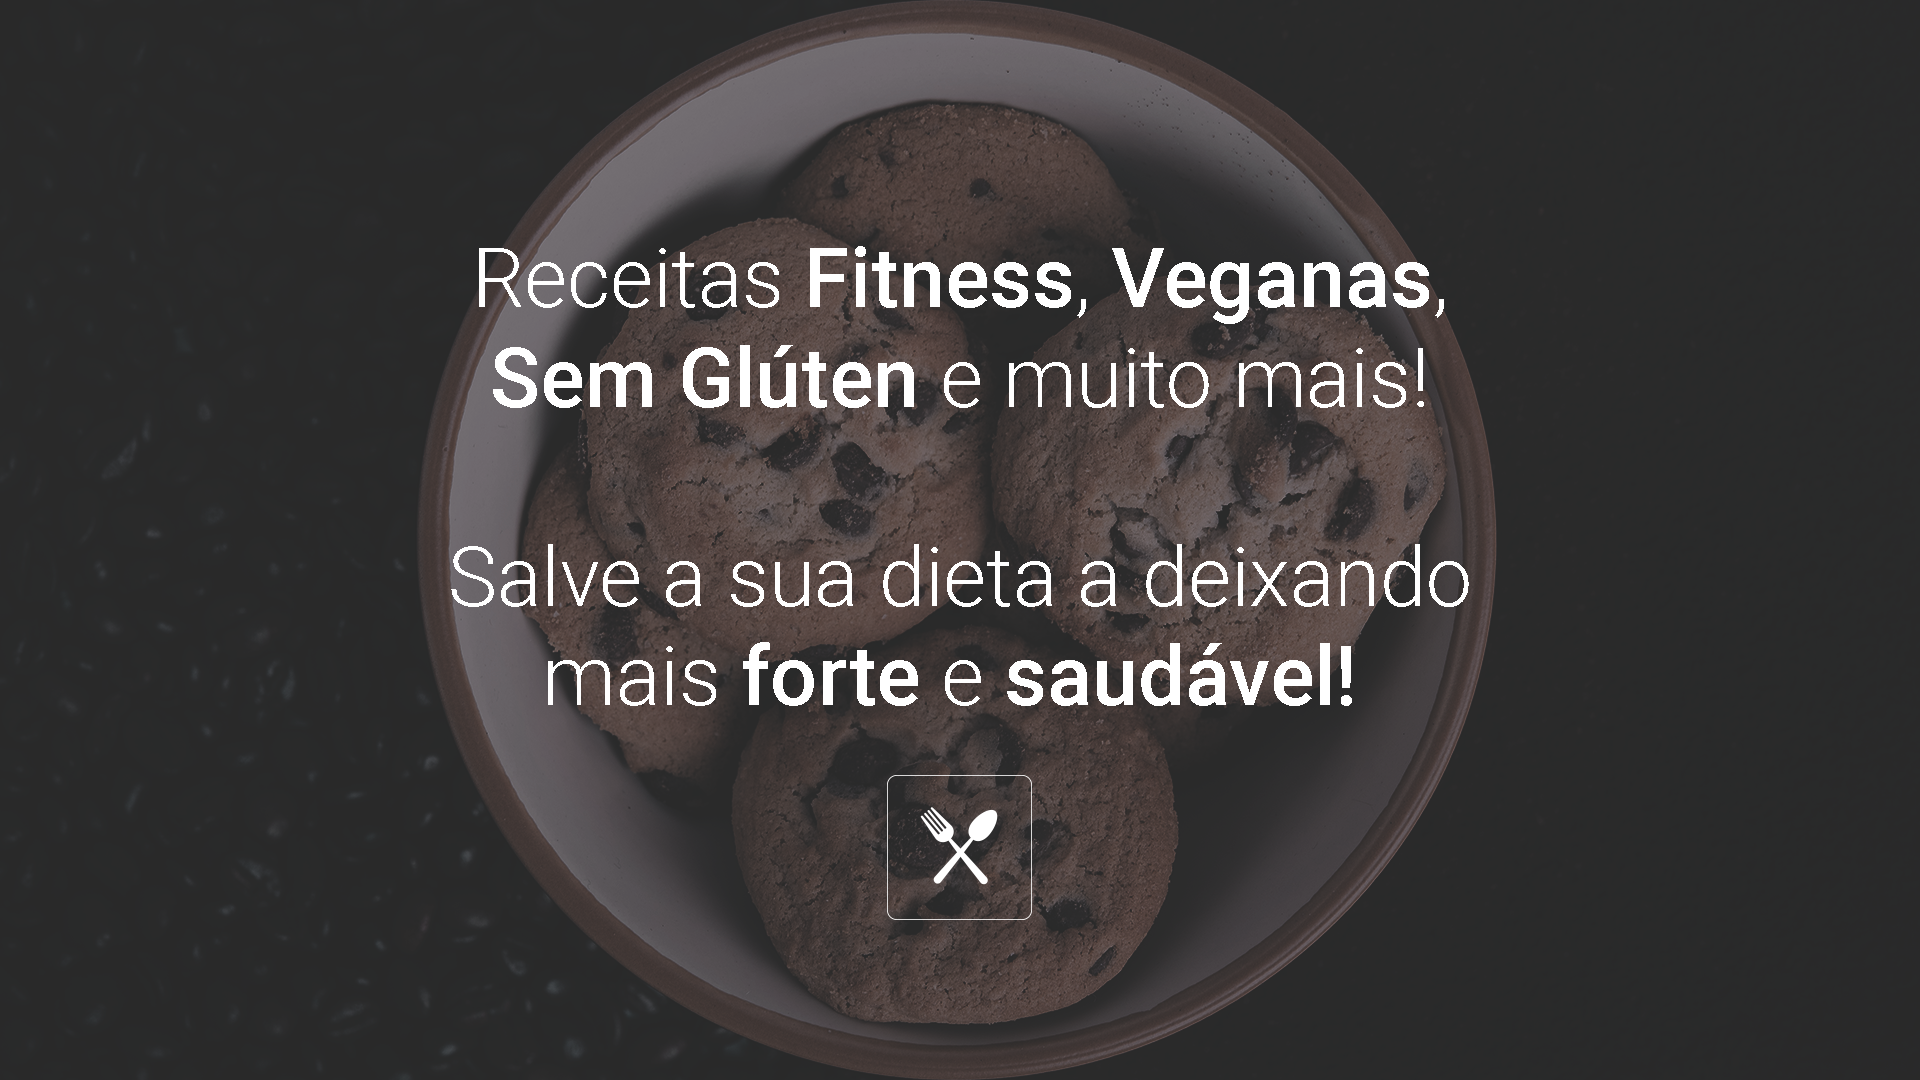 Receitas Fitness, Veganas,
Sem Glúten e muito mais!
Salve a sua dieta a deixando
mais forte e saudável!